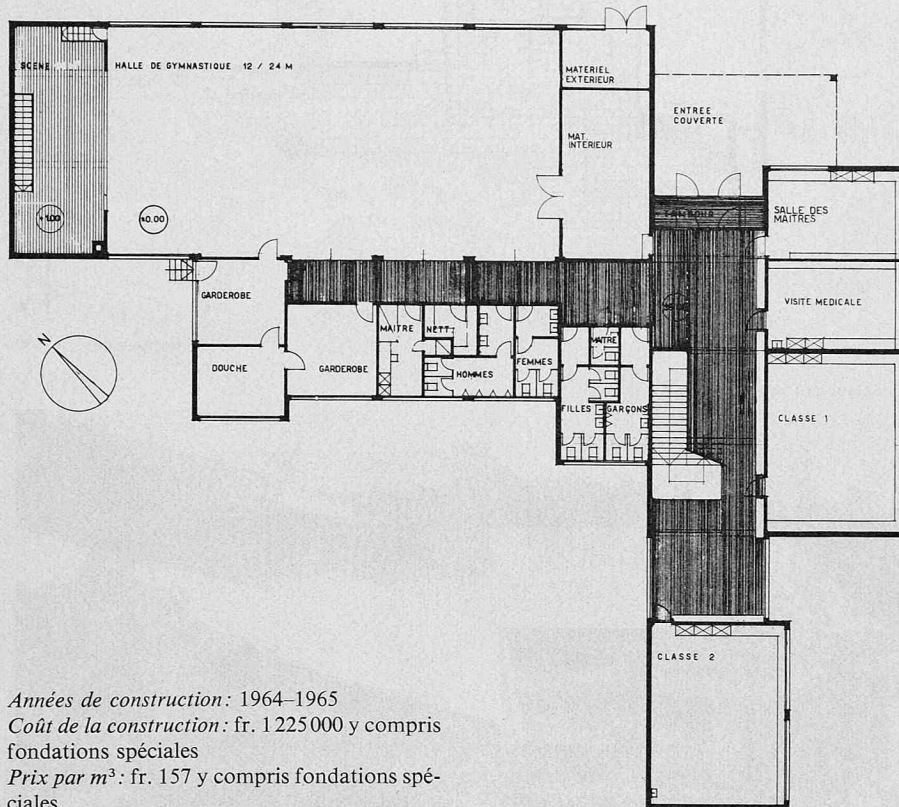 SCENE
HALLE DE GYMNASTIQUE 12 / 24 M
MATERIEL
EXTERIEUR
ENTREE
COUVERTE
MAT.
INTERIEUR
+1.00
±0.00
TAMBOUR
SALLE DES
MAITRES
GARDEROBE
VISITE MEDICALE
N
MAITRE
NETT.
MAITRE
DOUCHE
GARDEROBE
HOMMES
FEMMES
FILLES
GARÇONS
CLASSE 1
CLASSE 2
Années de construction: 1964–1965
Coût de la construction: fr. 1 225 000 y compris
fondations spéciales
Prix par m³: fr. 157 y compris fondations spé-
ciales